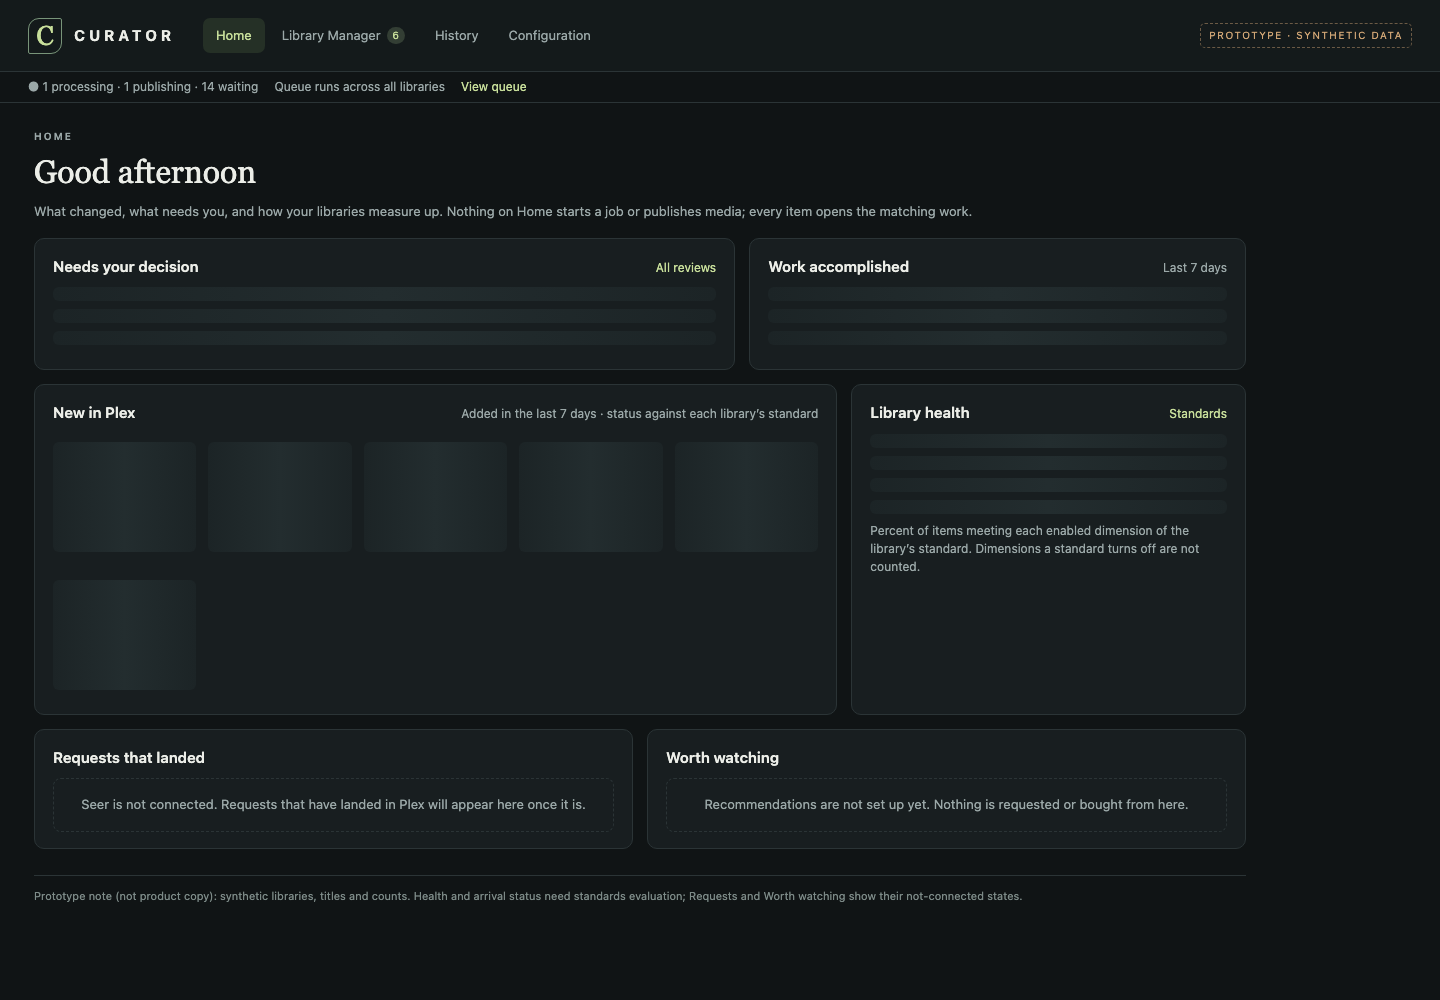 C CURATOR
Home
Library Manager 6
History
Configuration
PROTOTYPE · SYNTHETIC DATA
1 processing · 1 publishing · 14 waiting
Queue runs across all libraries
View queue
HOME
Good afternoon
What changed, what needs you, and how your libraries measure up. Nothing on Home starts a job or publishes media; every item opens the matching work.
Needs your decision
All reviews
Work accomplished
Last 7 days
New in Plex
Added in the last 7 days · status against each library’s standard
Library health
Standards
Percent of items meeting each enabled dimension of the
library’s standard. Dimensions a standard turns off are not
counted.
Requests that landed
Seer is not connected. Requests that have landed in Plex will appear here once it is.
Worth watching
Recommendations are not set up yet. Nothing is requested or bought from here.
Prototype note (not product copy): synthetic libraries, titles and counts. Health and arrival status need standards evaluation; Requests and Worth watching show their not-connected states.